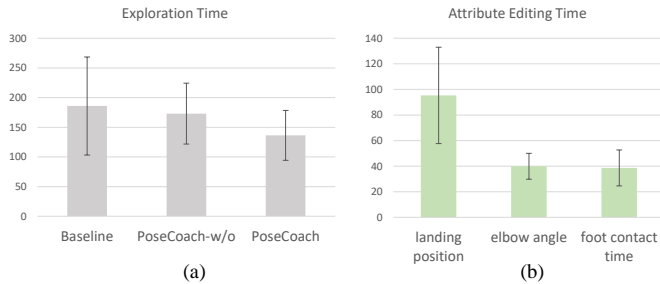 Exploration Time
300
250
200
150
100
50
0
Baseline PoseCoach-w/o PoseCoach
(a)
Attribute Editing Time
140
120
100
80
60
40
20
0
landing position elbow angle foot contact time
(b)